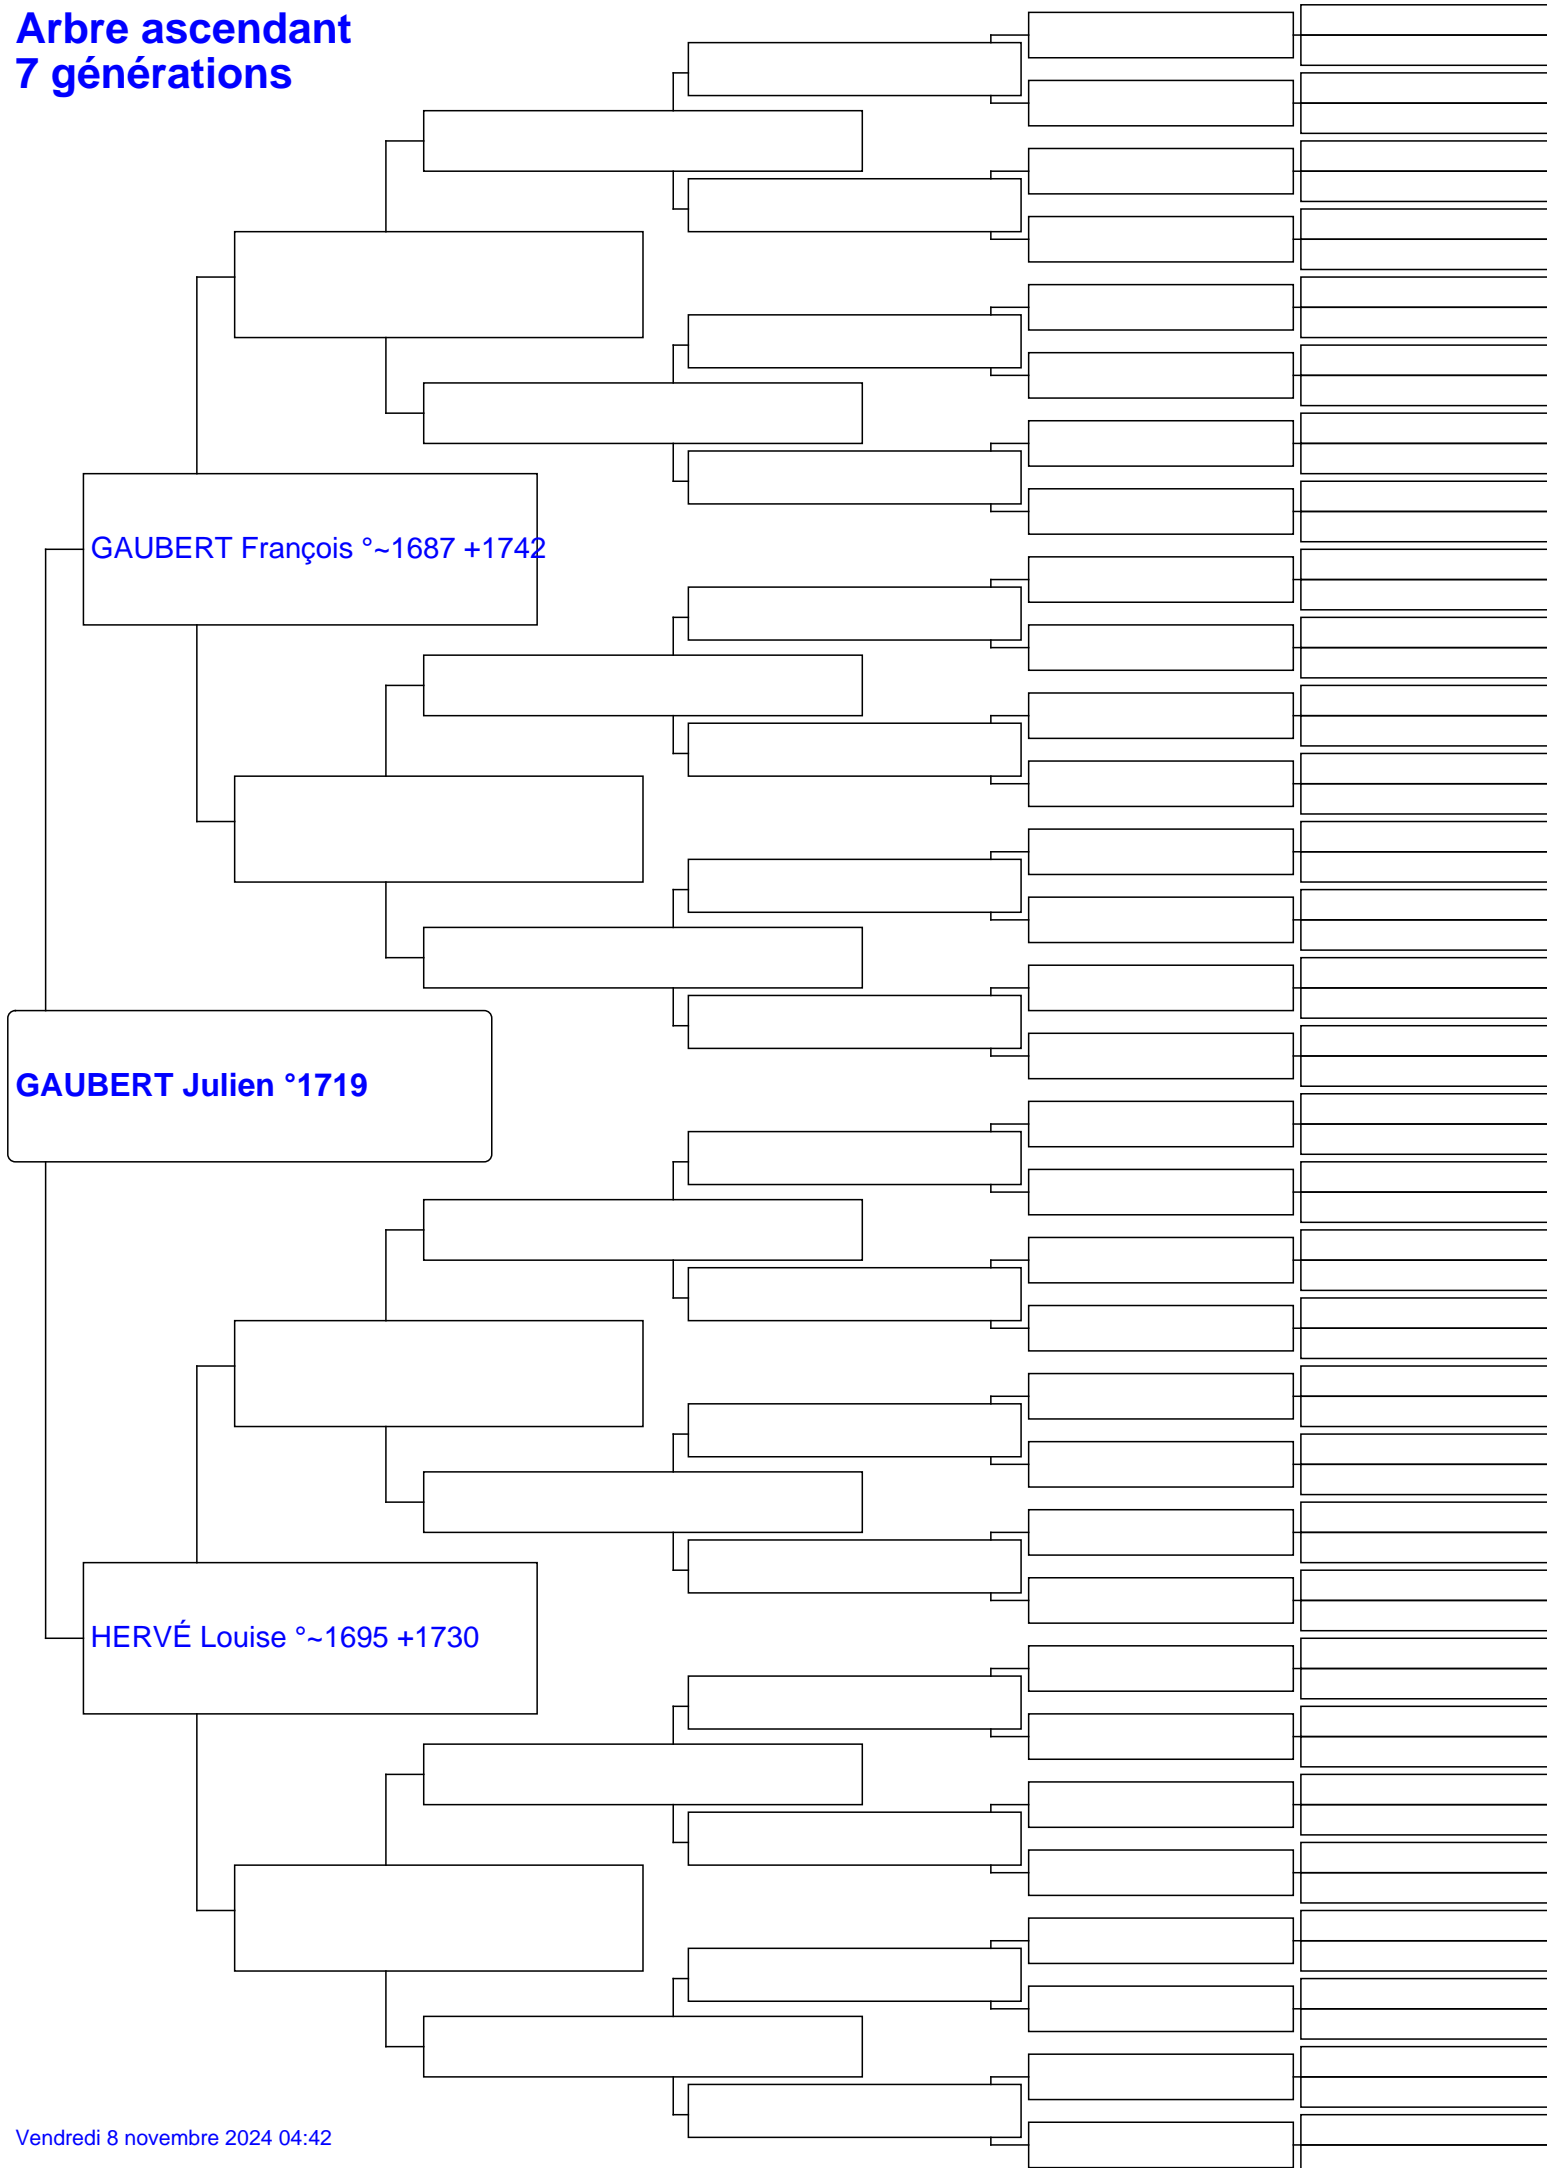 Arbre ascendant
7 générations
GAUBERT François °~1687 +1742
GAUBERT Julien °1719
HERVÉ Louise °~1695 +1730
Vendredi 8 novembre 2024 04:42